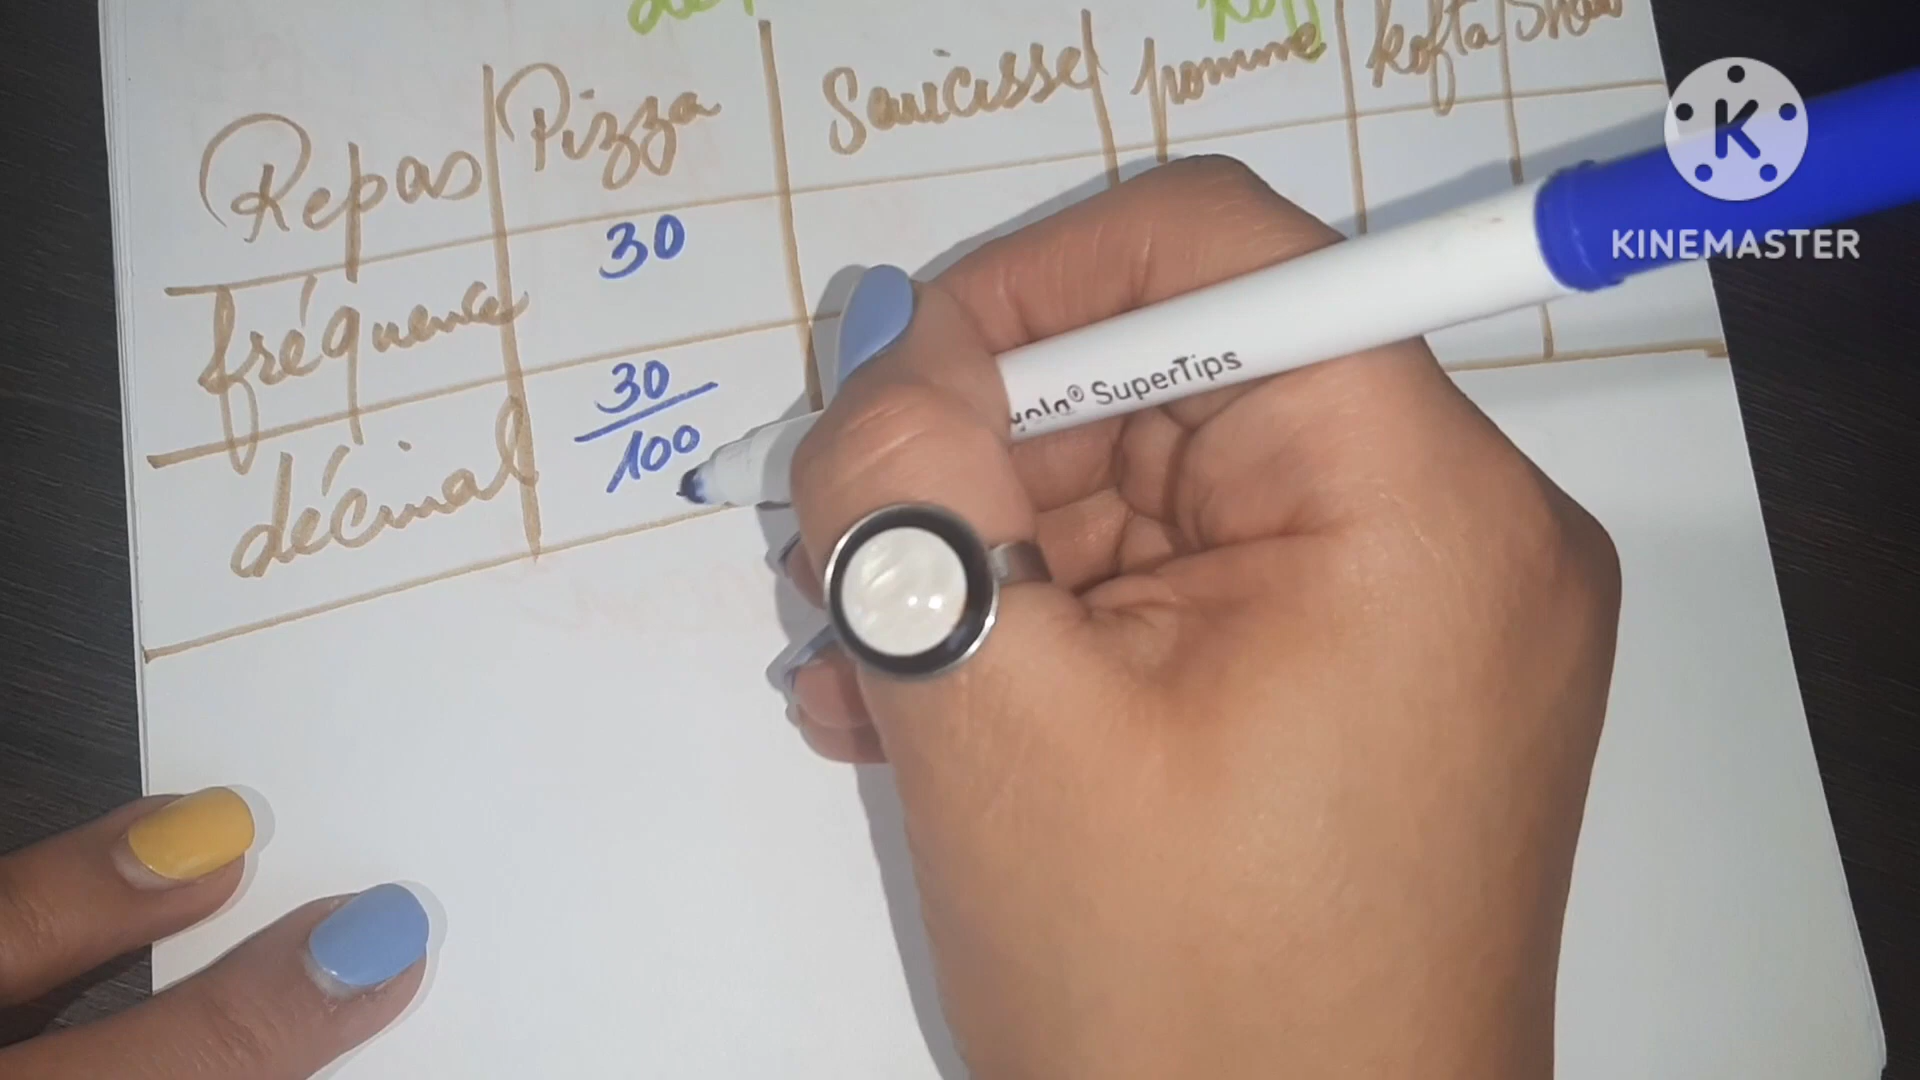 Repas Pizza Saucisse pomme kofta
fréquence 30
décimal 30
100
SuperTips
K
KINEMASTER